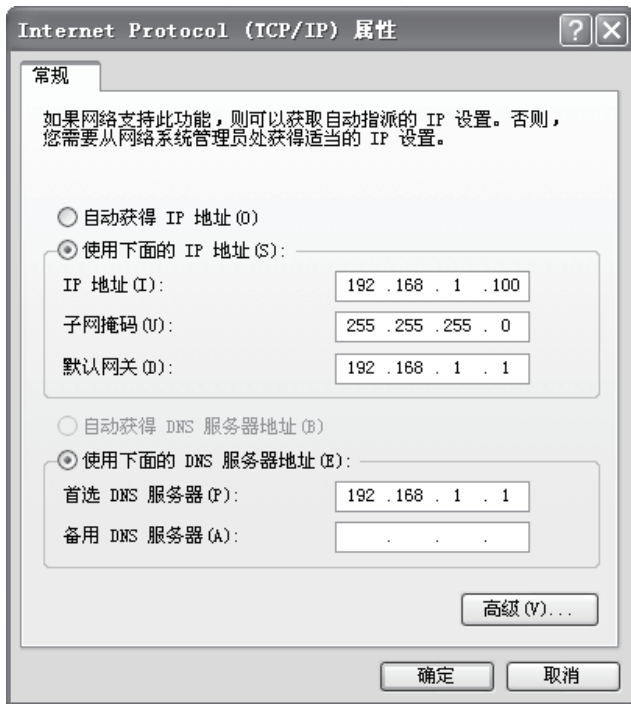 Internet Protocol (TCP/IP) 属性
常规
如果网络支持此功能，则可以获取自动指派的 IP 设置。否则，
您需要从网络系统管理员处获得适当的 IP 设置。
自动获得 IP 地址(O)
使用下面的 IP 地址(S):
IP 地址(I): 192 .168 . 1 .100
子网掩码(U): 255 .255 .255 . 0
默认网关(D): 192 .168 . 1 . 1
自动获得 DNS 服务器地址(B)
使用下面的 DNS 服务器地址(E):
首选 DNS 服务器(P): 192 .168 . 1 . 1
备用 DNS 服务器(A): . . .
高级(V)...
确定 取消